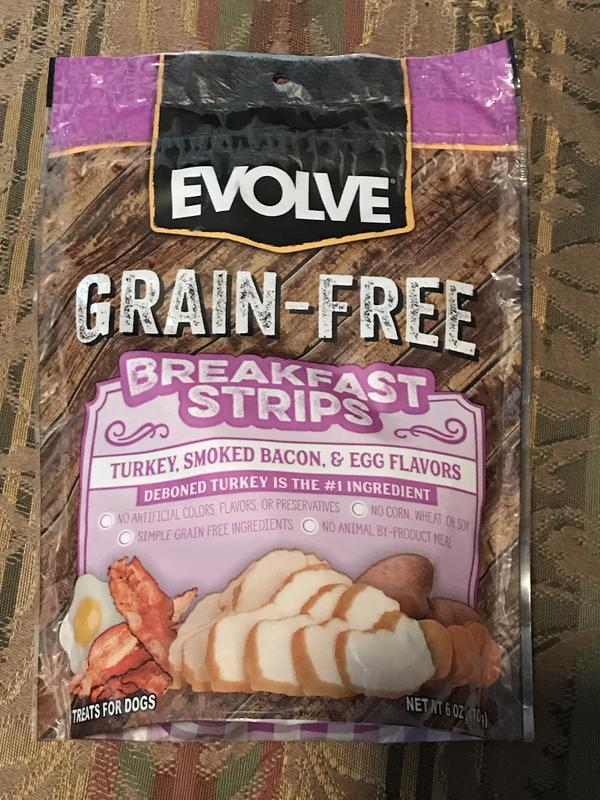 EVOLVE
GRAIN-FREE
BREAKFAST
STRIPS
TURKEY, SMOKED BACON, & EGG FLAVORS
DEBONED TURKEY IS THE #1 INGREDIENT
NO ARTIFICIAL COLORS, FLAVORS, OR PRESERVATIVES NO CORN, WHEAT, OR SOY
SIMPLE GRAIN FREE INGREDIENTS NO ANIMAL BY-PRODUCT MEAL
TREATS FOR DOGS NET WT 6 OZ (170g)